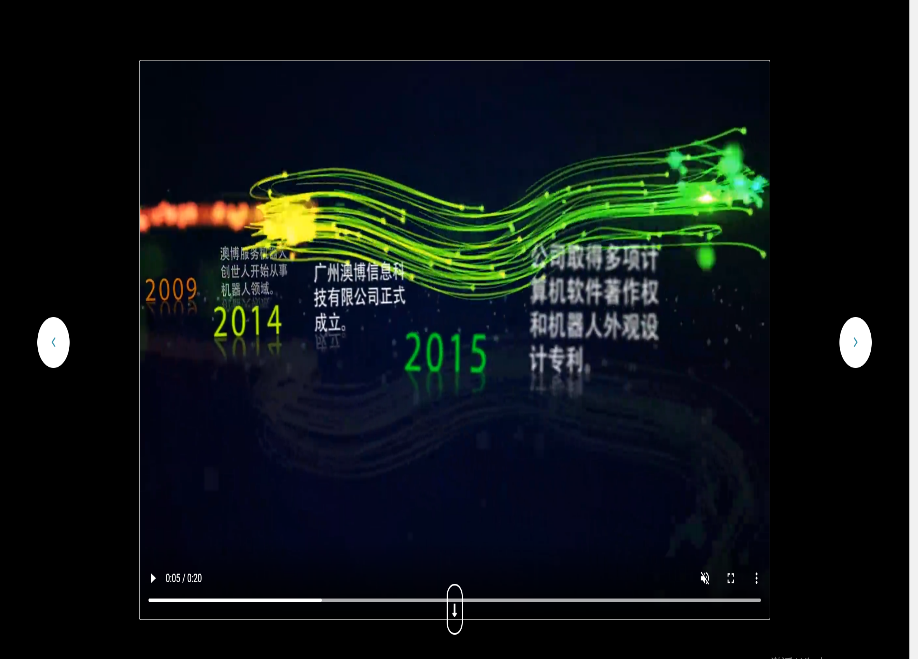 2009
澳博服务机器人
创世人开始从事
机器人领域。
2014
广州澳博信息科
技有限公司正式
成立。
2015
公司取得多项计
算机软件著作权
和机器人外观设
计专利。
0:05 / 0:20